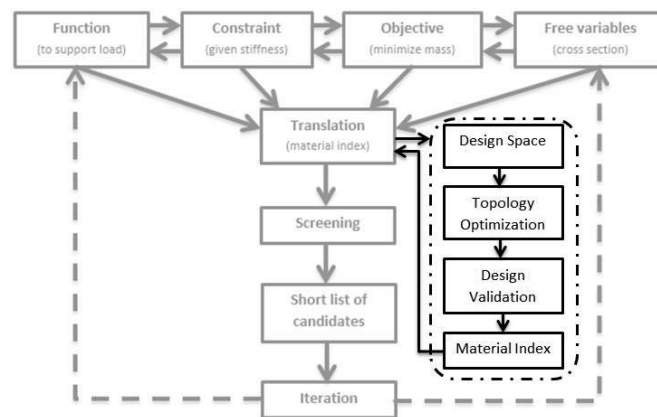 Function
(to support load)
Constraint
(given stiffness)
Objective
(minimize mass)
Free variables
(cross section)
Translation
(material index)
Design Space
Topology
Optimization
Screening
Design
Validation
Short list of
candidates
Material Index
Iteration